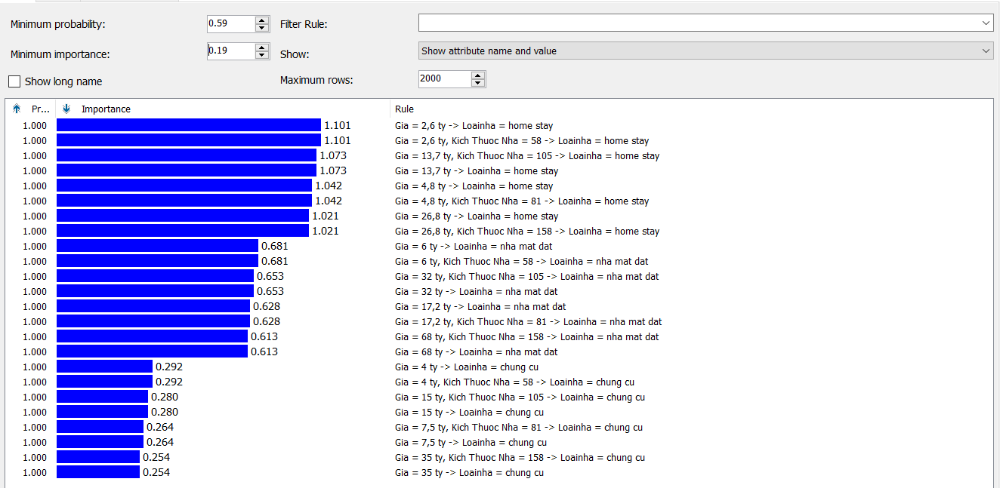 Minimum probability: 0.59 Filter Rule:
Minimum importance: 0.19 Show: Show attribute name and value
Show long name Maximum rows: 2000
Pr... Importance Rule
1.000 1.101 Gia = 2,6 ty -> Loainha = home stay
1.000 1.101 Gia = 2,6 ty, Kich Thuoc Nha = 58 -> Loainha = home stay
1.000 1.073 Gia = 13,7 ty, Kich Thuoc Nha = 105 -> Loainha = home stay
1.000 1.073 Gia = 13,7 ty -> Loainha = home stay
1.000 1.042 Gia = 4,8 ty -> Loainha = home stay
1.000 1.042 Gia = 4,8 ty, Kich Thuoc Nha = 81 -> Loainha = home stay
1.000 1.021 Gia = 26,8 ty -> Loainha = home stay
1.000 1.021 Gia = 26,8 ty, Kich Thuoc Nha = 158 -> Loainha = home stay
1.000 0.681 Gia = 6 ty -> Loainha = nha mat dat
1.000 0.681 Gia = 6 ty, Kich Thuoc Nha = 58 -> Loainha = nha mat dat
1.000 0.653 Gia = 32 ty, Kich Thuoc Nha = 105 -> Loainha = nha mat dat
1.000 0.653 Gia = 32 ty -> Loainha = nha mat dat
1.000 0.628 Gia = 17,2 ty -> Loainha = nha mat dat
1.000 0.628 Gia = 17,2 ty, Kich Thuoc Nha = 81 -> Loainha = nha mat dat
1.000 0.613 Gia = 68 ty, Kich Thuoc Nha = 158 -> Loainha = nha mat dat
1.000 0.613 Gia = 68 ty -> Loainha = nha mat dat
1.000 0.292 Gia = 4 ty -> Loainha = chung cu
1.000 0.292 Gia = 4 ty, Kich Thuoc Nha = 58 -> Loainha = chung cu
1.000 0.280 Gia = 15 ty, Kich Thuoc Nha = 105 -> Loainha = chung cu
1.000 0.280 Gia = 15 ty -> Loainha = chung cu
1.000 0.264 Gia = 7,5 ty, Kich Thuoc Nha = 81 -> Loainha = chung cu
1.000 0.264 Gia = 7,5 ty -> Loainha = chung cu
1.000 0.254 Gia = 35 ty, Kich Thuoc Nha = 158 -> Loainha = chung cu
1.000 0.254 Gia = 35 ty -> Loainha = chung cu